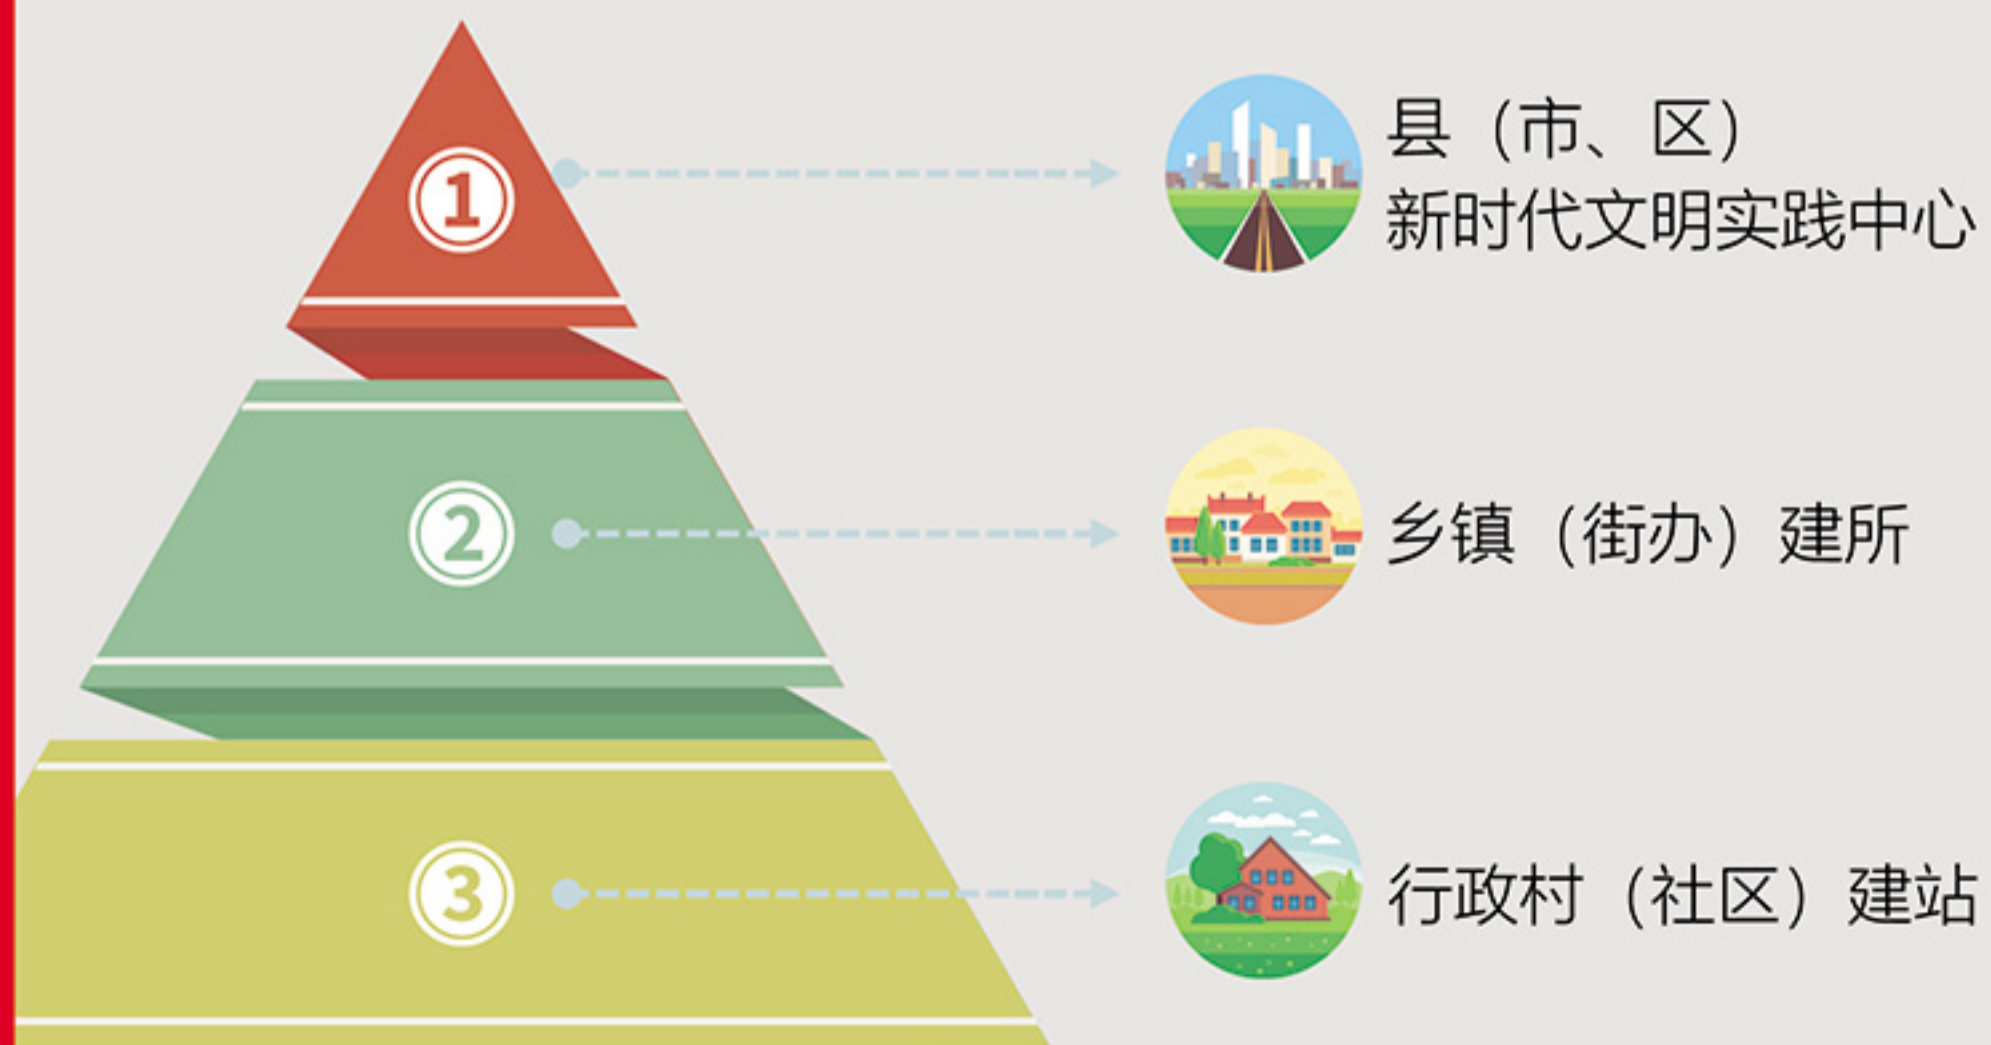 1
县（市、区）
新时代文明实践中心
2
乡镇（街办）建所
3
行政村（社区）建站